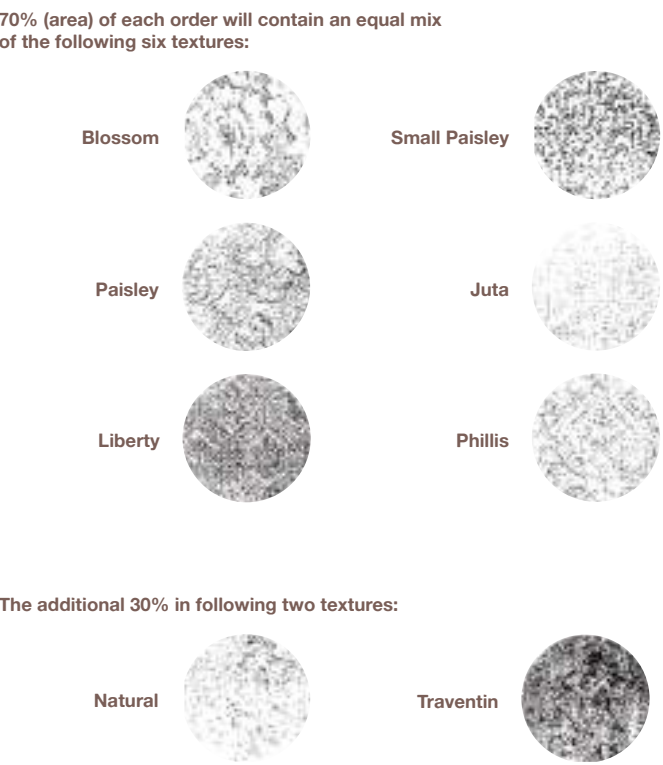 70% (area) of each order will contain an equal mix
of the following six textures:
Blossom
Small Paisley
Paisley
Juta
Liberty
Phillis
The additional 30% in following two textures:
Natural
Traventin